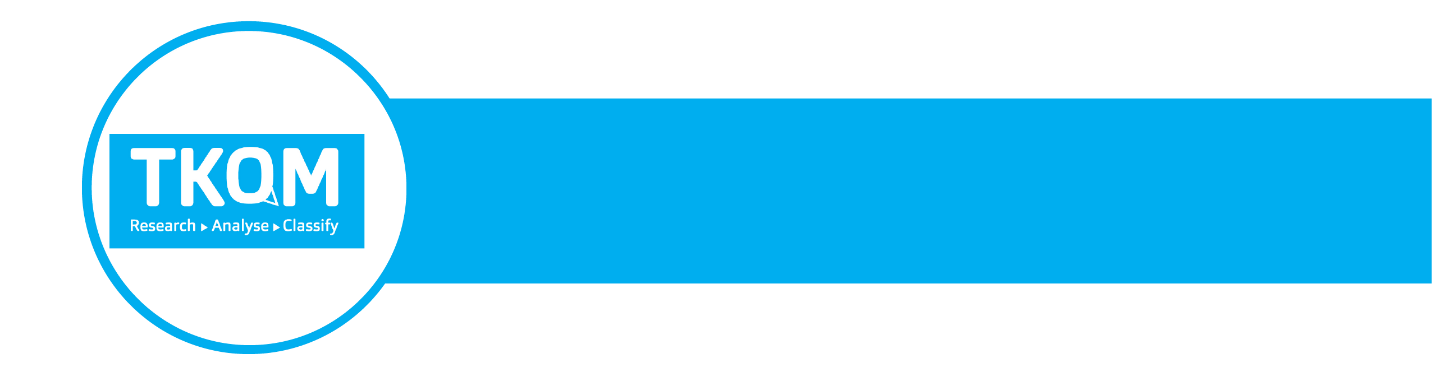 TKQM
Research ▸ Analyse ▸ Classify